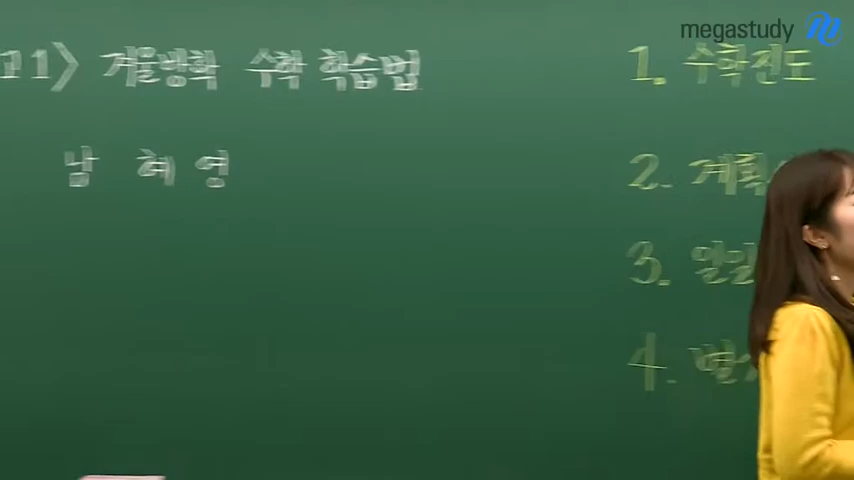 megastudy
고1> 겨울방학 수학 학습법
남혜영
1. 수학진도
2. 계획
3.
4.